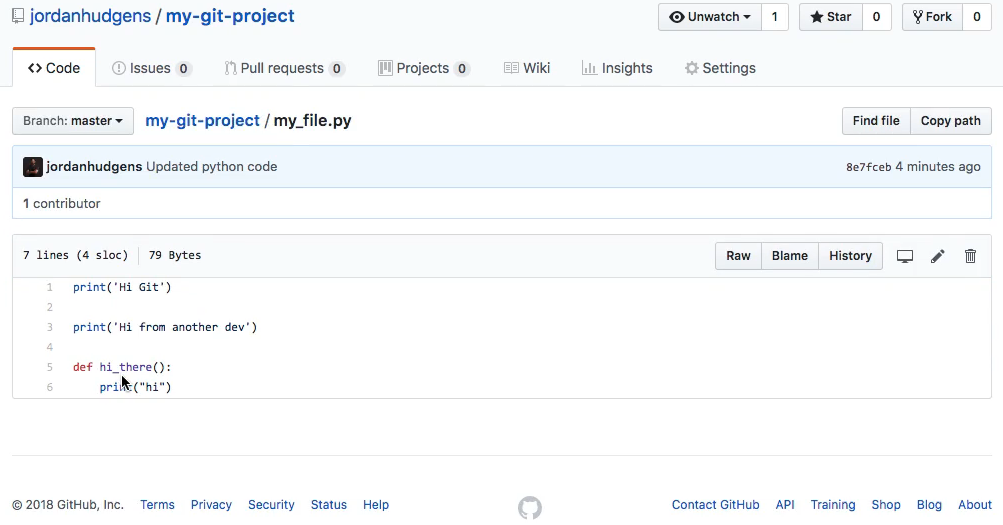 jordanhudgens / my-git-project Unwatch 1 Star 0 Fork 0
Code Issues 0 Pull requests 0 Projects 0 Wiki Insights Settings
Branch: master my-git-project / my_file.py Find file Copy path
jordanhudgens Updated python code 8e7fceb 4 minutes ago
1 contributor
7 lines (4 sloc) 79 Bytes Raw Blame History
1 print('Hi Git')
2
3 print('Hi from another dev')
4
5 def hi_there():
6 print("hi")
© 2018 GitHub, Inc. Terms Privacy Security Status Help Contact GitHub API Training Shop Blog About